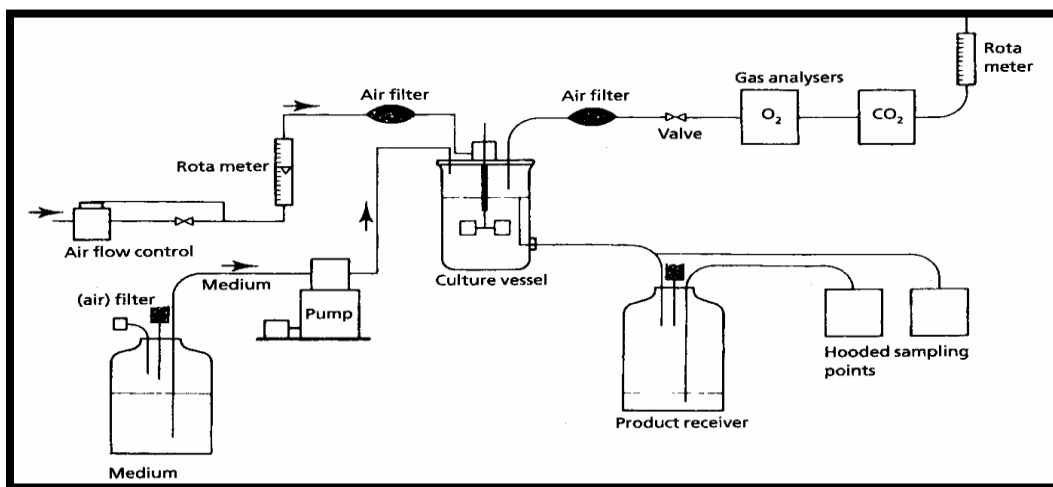 Rota
meter
Gas analysers
Air filter
Air filter
O₂
CO₂
Valve
Rota meter
Air flow control
Medium
Culture vessel
(air) filter
Pump
Hooded sampling
points
Product receiver
Medium